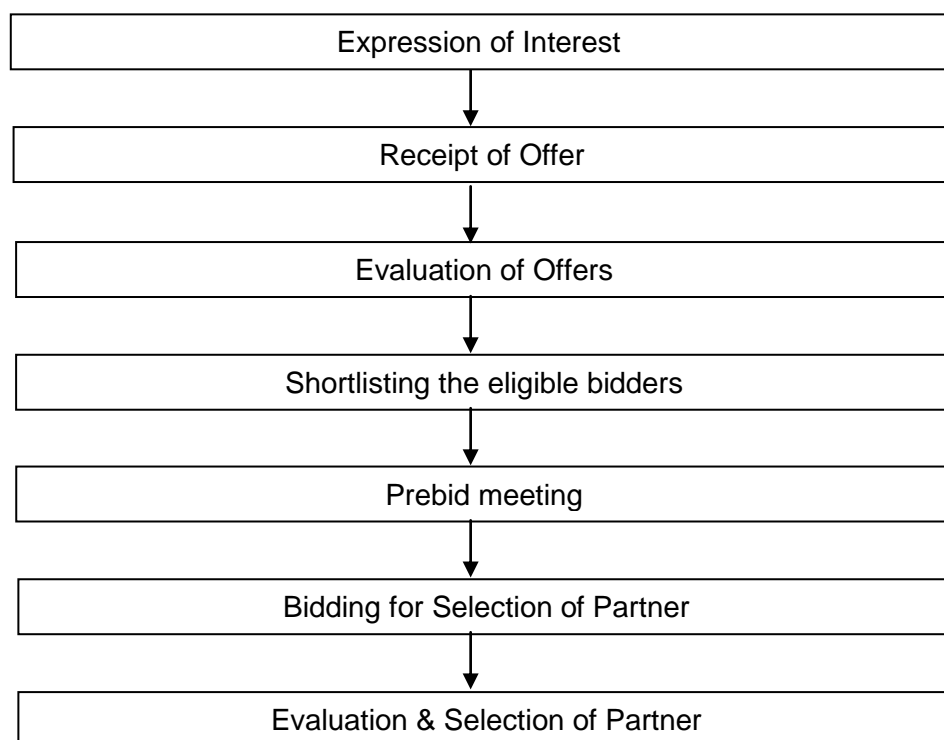 Expression of Interest
Receipt of Offer
Evaluation of Offers
Shortlisting the eligible bidders
Prebid meeting
Bidding for Selection of Partner
Evaluation & Selection of Partner